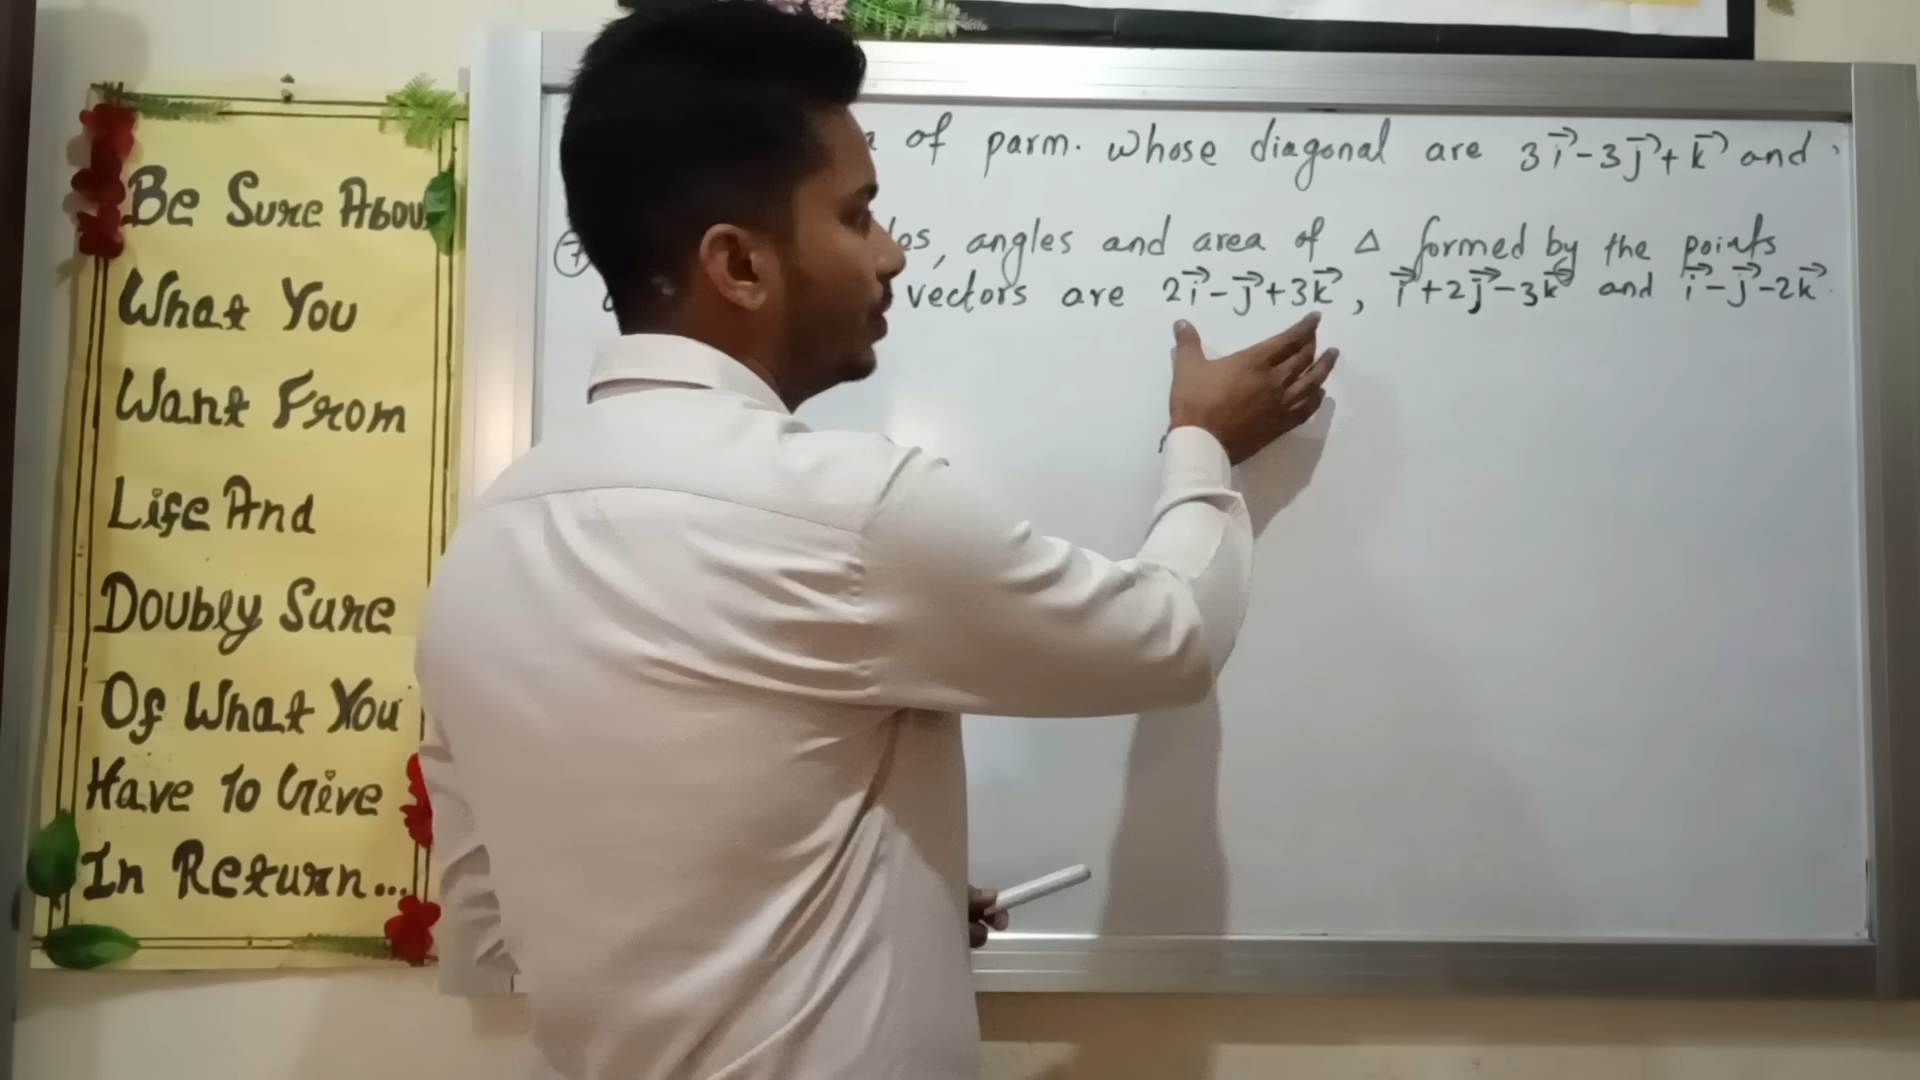 Be Sure Abou
What You
Want From
Life And
Doubly Sure
Of What You
Have To Give
In Return...
of parm. whose diagonal are 3i⃗-3j⃗+k⃗ and
⑦ angles and area of Δ formed by the points
vectors are 2i⃗-j⃗+3k⃗, i⃗+2j⃗-3k⃗ and i⃗-j⃗-2k⃗.